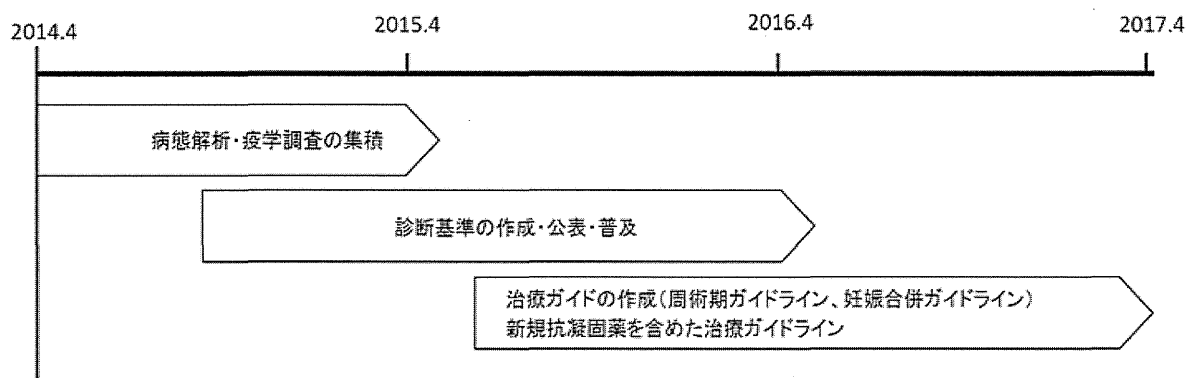 2014.4
2015.4
2016.4
2017.4
病態解析・疫学調査の集積
診断基準の作成・公表・普及
治療ガイドの作成(周術期ガイドライン、妊娠合併ガイドライン)
新規抗凝固薬を含めた治療ガイドライン